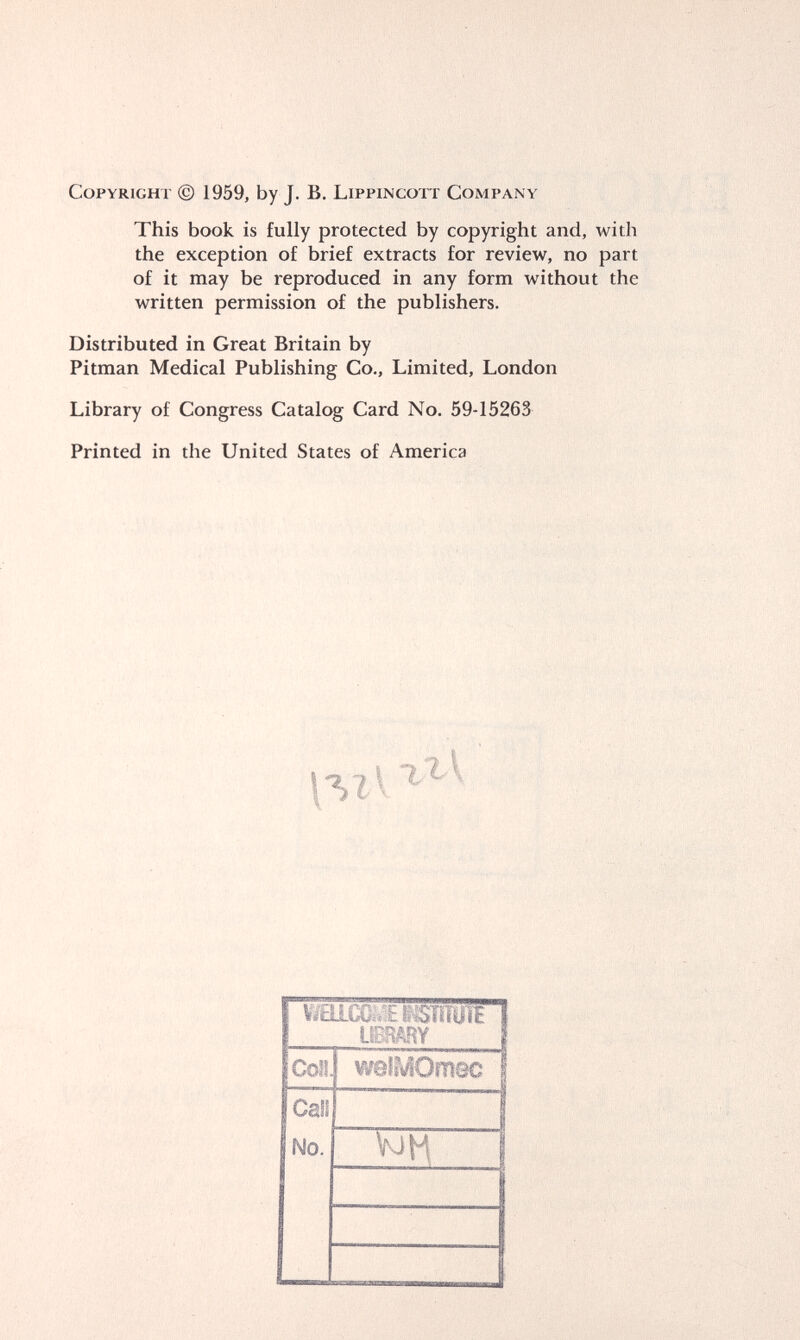 COPYRIGHT © 1959, by J. B. LIPPINCOTT COMPANY
This book is fully protected by copyright and, with
the exception of brief extracts for review, no part
of it may be reproduced in any form without the
written permission of the publishers.
Distributed in Great Britain by
Pitman Medical Publishing Co., Limited, London
Library of Congress Catalog Card No. 59-15263
Printed in the United States of America
WELLCOME INSTITUTE
LIBRARY
Coll. welMOmec
Call
No. WM